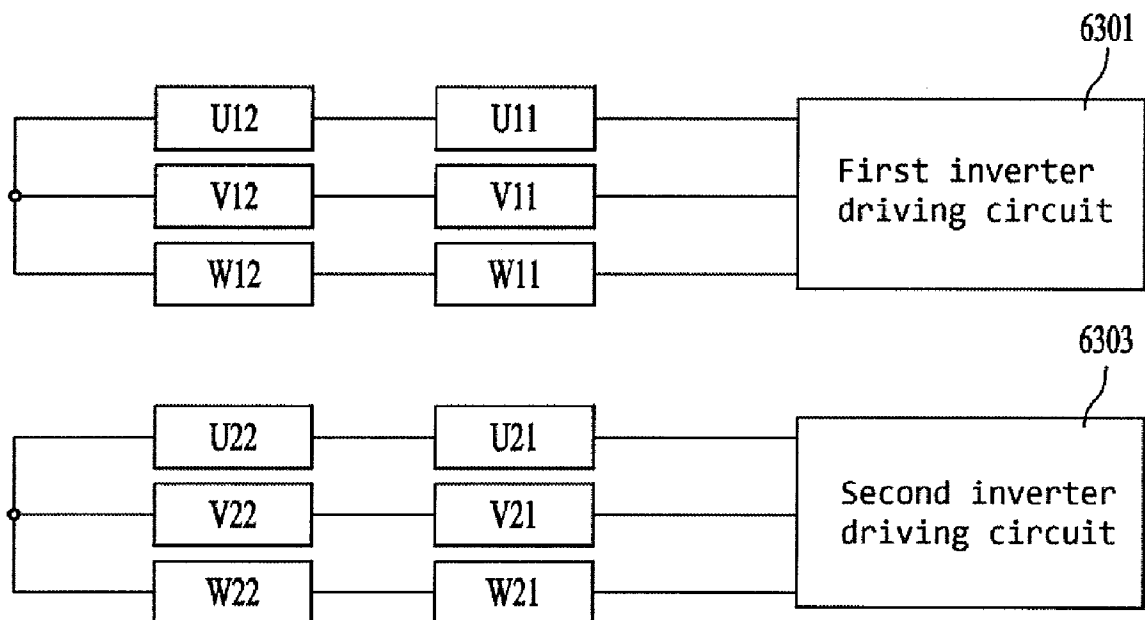 6301
U12 U11
V12 V11
W12 W11
First inverter
driving circuit
6303
U22 U21
V22 V21
W22 W21
Second inverter
driving circuit